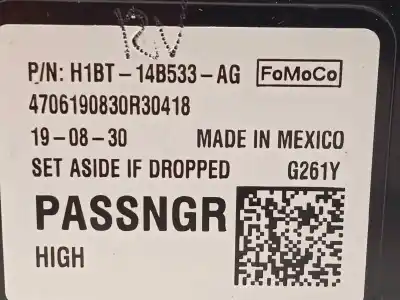 RV
P/N: H1BT-14B533-AG FoMoCo
4706190830R30418
19-08-30 MADE IN MEXICO
SET ASIDE IF DROPPED G261Y
PASSNGR
HIGH